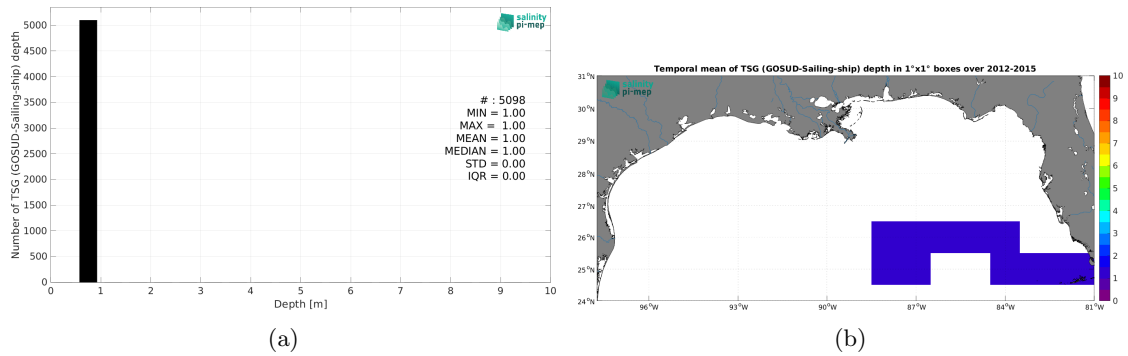 5000
4500
4000
3500
3000
2500
2000
1500
1000
500
0
Number of TSG (GOSUD-Sailing-ship) depth
salinity
pi-mep
# : 5098
MIN = 1.00
MAX = 1.00
MEAN = 1.00
MEDIAN = 1.00
STD = 0.00
IQR = 0.00
0 1 2 3 4 5 6 7 8 9 10
Depth [m]
(a)
Temporal mean of TSG (GOSUD-Sailing-ship) depth in 1°x1° boxes over 2012-2015
salinity
pi-mep
31°N
30°N
29°N
28°N
27°N
26°N
25°N
24°N
96°W 93°W 90°W 87°W 84°W 81°W
10
9
8
7
6
5
4
3
2
1
0
(b)